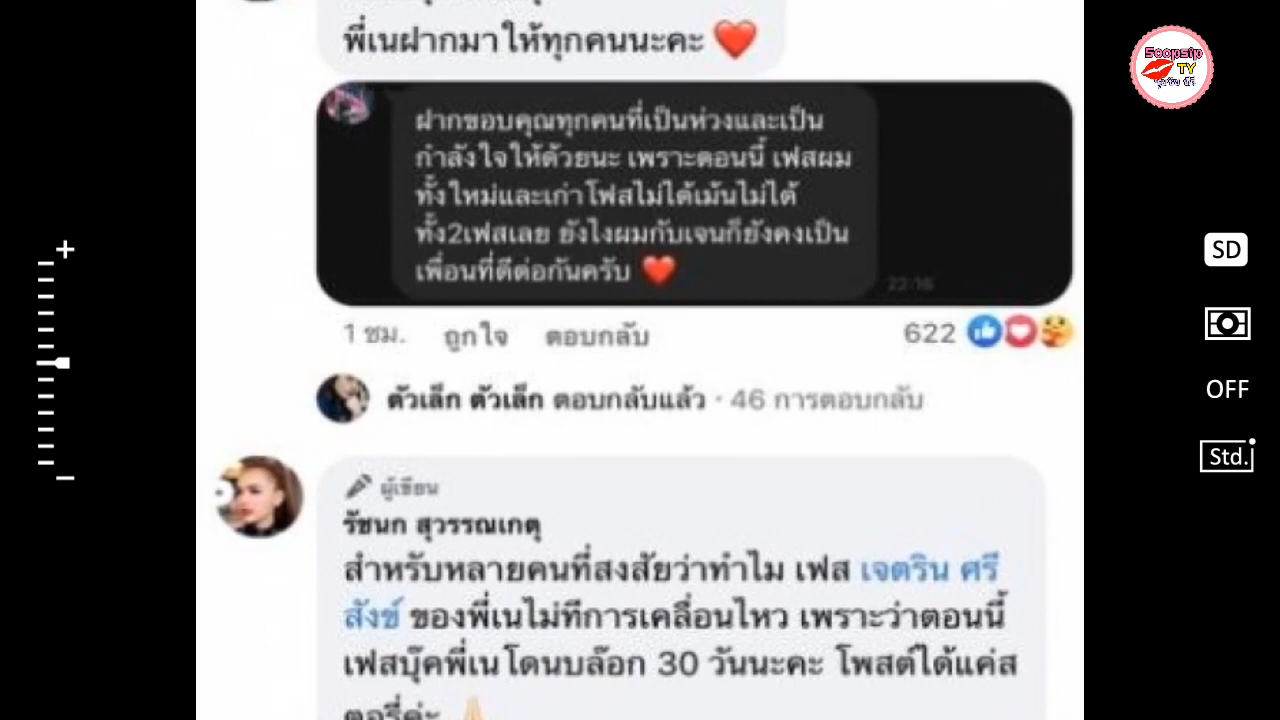 พี่เนฝากมาให้ทุกคนนะคะ ❤️
Soopsip
TV
ฝากขอบคุณทุกคนที่เป็นห่วงและเป็น
กำลังใจให้ด้วยนะ เพราะตอนนี้ เฟสผม
ทั้งใหม่และเก่าโฟสไม่ได้เม้นไม่ได้
ทั้ง2เฟสเลย ยังไงผมกับเจนก็ยังคงเป็น
เพื่อนที่ดีต่อกันครับ ❤️
22:16
1 ชม. ถูกใจ ตอบกลับ 622
ตัวเล็ก ตัวเล็ก ตอบกลับแล้ว · 46 การตอบกลับ
ผู้เขียน
รัชนก สุวรรณเกตุ
สำหรับหลายคนที่สงสัยว่าทำไม เฟส เจตริน ศรี
สังข์ ของพี่เนไม่ทีการเคลื่อนไหว เพราะว่าตอนนี้
เฟสบุ๊คพี่เนโดนบล๊อก 30 วันนะคะ โพสต์ได้แค่ส
ตอรี่ค่ะ 🙏🏻
+
−
SD
OFF
Std.